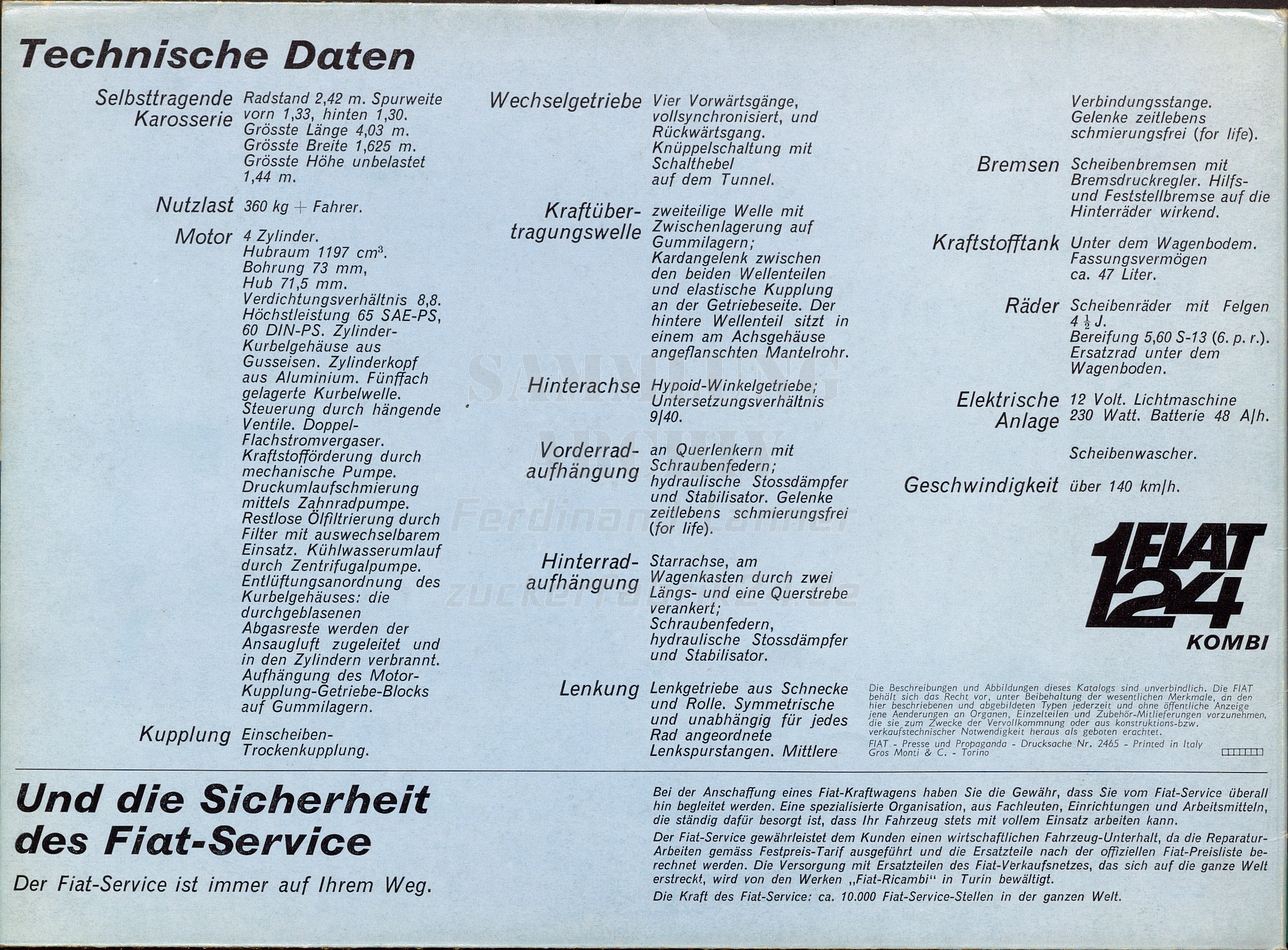 Technische Daten
Selbsttragende
Karosserie
Radstand 2,42 m. Spurweite
vorn 1,33, hinten 1,30.
Grösste Länge 4,03 m.
Grösste Breite 1,625 m.
Grösste Höhe unbelastet
1,44 m.
Nutzlast
360 kg + Fahrer.
Motor
4 Zylinder.
Hubraum 1197 cm³.
Bohrung 73 mm,
Hub 71,5 mm.
Verdichtungsverhältnis 8,8.
Höchstleistung 65 SAE-PS,
60 DIN-PS. Zylinder-
Kurbelgehäuse aus
Gusseisen. Zylinderkopf
aus Aluminium. Fünffach
gelagerte Kurbelwelle.
Steuerung durch hängende
Ventile. Doppel-
Flachstromvergaser.
Kraftstofförderung durch
mechanische Pumpe.
Druckumlaufschmierung
mittels Zahnradpumpe.
Restlose Ölfiltrierung durch
Filter mit auswechselbarem
Einsatz. Kühlwasserumlauf
durch Zentrifugalpumpe.
Entlüftungsanordnung des
Kurbelgehäuses: die
durchgeblasenen
Abgasreste werden der
Ansaugluft zugeleitet und
in den Zylindern verbrannt.
Aufhängung des Motor-
Kupplung-Getriebe-Blocks
auf Gummilagern.
Kupplung
Einscheiben-
Trockenkupplung.
Wechselgetriebe
Vier Vorwärtsgänge,
vollsynchronisiert, und
Rückwärtsgang.
Knüppelschaltung mit
Schalthebel
auf dem Tunnel.
Kraftüber-
tragungswelle
zweiteilige Welle mit
Zwischenlagerung auf
Gummilagern;
Kardangelenk zwischen
den beiden Wellenteilen
und elastische Kupplung
an der Getriebeseite. Der
hintere Wellenteil sitzt in
einem am Achsgehäuse
angeflanschten Mantelrohr.
Hinterachse
Hypoid-Winkelgetriebe;
Untersetzungsverhältnis
9/40.
Vorderrad-
aufhängung
an Querlenkern mit
Schraubenfedern;
hydraulische Stossdämpfer
und Stabilisator. Gelenke
zeitlebens schmierungsfrei
(for life).
Hinterrad-
aufhängung
Starrachse, am
Wagenkasten durch zwei
Längs- und eine Querstrebe
verankert;
Schraubenfedern,
hydraulische Stossdämpfer
und Stabilisator.
Lenkung
Lenkgetriebe aus Schnecke
und Rolle. Symmetrische
und unabhängig für jedes
Rad angeordnete
Lenkspurstangen. Mittlere
Verbindungsstange.
Gelenke zeitlebens
schmierungsfrei (for life).
Bremsen
Scheibenbremsen mit
Bremsdruckregler. Hilfs-
und Feststellbremse auf die
Hinterräder wirkend.
Kraftstofftank
Unter dem Wagenbodem.
Fassungsvermögen
ca. 47 Liter.
Räder
Scheibenräder mit Felgen
4 ½ J.
Bereifung 5,60 S-13 (6. p. r.).
Ersatzrad unter dem
Wagenboden.
Elektrische
Anlage
12 Volt. Lichtmaschine
230 Watt. Batterie 48 A/h.
Scheibenwascher.
Geschwindigkeit
über 140 km/h.
FIAT
124
KOMBI
Die Beschreibungen und Abbildungen dieses Katalogs sind unverbindlich. Die FIAT
behält sich das Recht vor, unter Beibehaltung der wesentlichen Merkmale, an den
hier beschriebenen und abgebildeten Typen jederzeit und ohne öffentliche Anzeige
jene Aenderungen an Organen, Einzelteilen und Zubehör-Mitlieferungen vorzunehmen,
die sie zum Zwecke der Vervollkommnung oder aus konstruktions-bzw.
verkaufstechnischer Notwendigkeit heraus als geboten erachtet.
FIAT - Presse und Propaganda - Drucksache Nr. 2465 - Printed in Italy
Gros Monti & C. - Torino
SAMMLUNG
ARCHIV
Und die Sicherheit
des Fiat-Service
Der Fiat-Service ist immer auf Ihrem Weg.
Bei der Anschaffung eines Fiat-Kraftwagens haben Sie die Gewähr, dass Sie vom Fiat-Service überall
hin begleitet werden. Eine spezialisierte Organisation, aus Fachleuten, Einrichtungen und Arbeitsmitteln,
die ständig dafür besorgt ist, dass Ihr Fahrzeug stets mit vollem Einsatz arbeiten kann.
Der Fiat-Service gewährleistet dem Kunden einen wirtschaftlichen Fahrzeug-Unterhalt, da die Reparatur-
Arbeiten gemäss Festpreis-Tarif ausgeführt und die Ersatzteile nach der offiziellen Fiat-Preisliste be-
rechnet werden. Die Versorgung mit Ersatzteilen des Fiat-Verkaufsnetzes, das sich auf die ganze Welt
erstreckt, wird von den Werken „Fiat-Ricambi“ in Turin bewältigt.
Die Kraft des Fiat-Service: ca. 10.000 Fiat-Service-Stellen in der ganzen Welt.